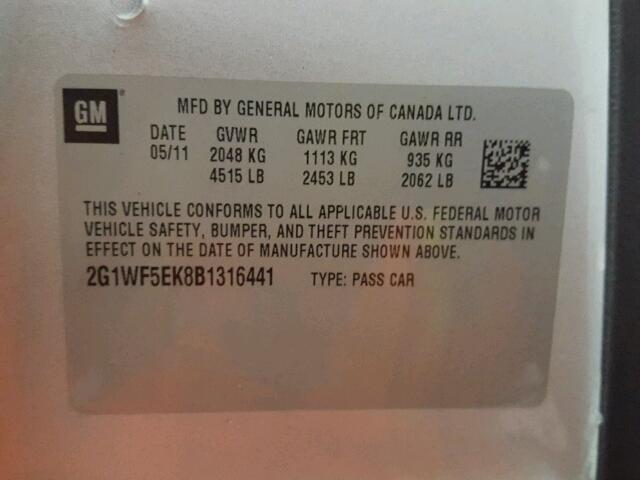 GM ®
MFD BY GENERAL MOTORS OF CANADA LTD.
DATE GVWR GAWR FRT GAWR RR
05/11 2048 KG 1113 KG 935 KG
4515 LB 2453 LB 2062 LB
THIS VEHICLE CONFORMS TO ALL APPLICABLE U.S. FEDERAL MOTOR
VEHICLE SAFETY, BUMPER, AND THEFT PREVENTION STANDARDS IN
EFFECT ON THE DATE OF MANUFACTURE SHOWN ABOVE.
2G1WF5EK8B1316441 TYPE: PASS CAR